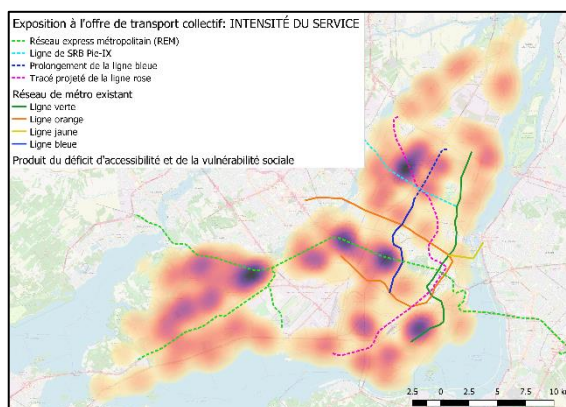 Exposition à l'offre de transport collectif: INTENSITÉ DU SERVICE
Réseau express métropolitain (REM)
Ligne de SRB Pie-IX
Prolongement de la ligne bleue
Tracé projeté de la ligne rose
Réseau de métro existant
Ligne verte
Ligne orange
Ligne jaune
Ligne bleue
Produit du déficit d'accessibilité et de la vulnérabilité sociale
2.5 0 2.5 5 7.5 10 km